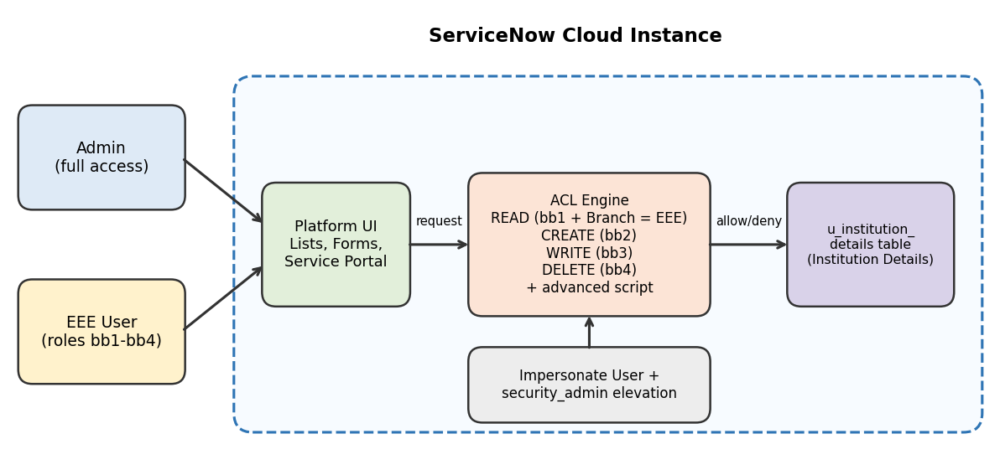 ServiceNow Cloud Instance
Admin
(full access)
EEE User
(roles bb1-bb4)
Platform UI
Lists, Forms,
Service Portal
request
ACL Engine
READ (bb1 + Branch = EEE)
CREATE (bb2)
WRITE (bb3)
DELETE (bb4)
+ advanced script
allow/deny
u_institution_
details table
(Institution Details)
Impersonate User +
security_admin elevation